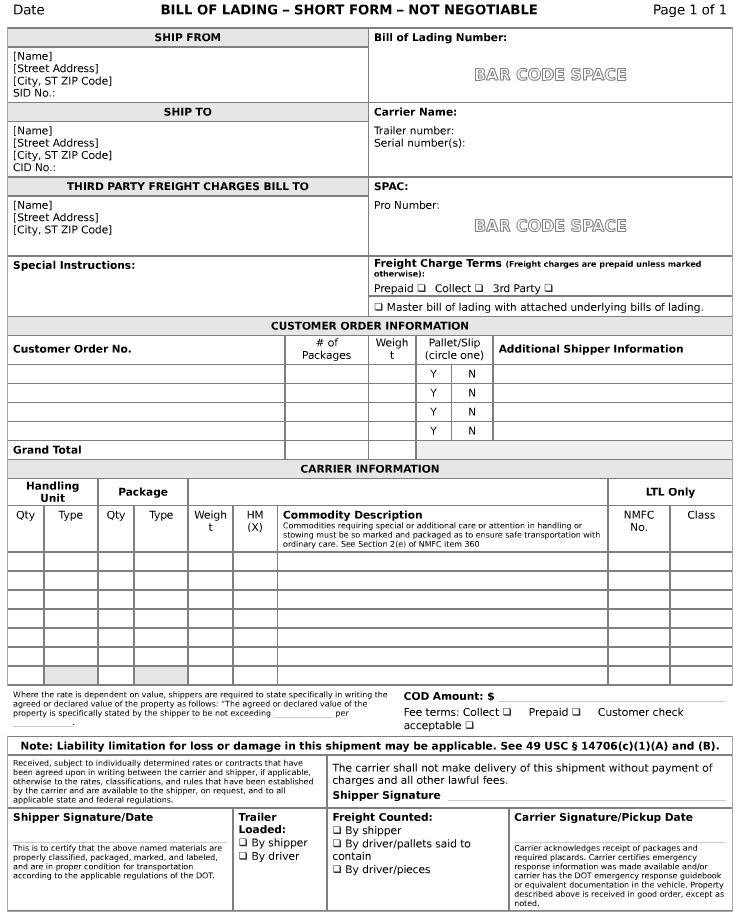 Date BILL OF LADING – SHORT FORM – NOT NEGOTIABLE Page 1 of 1
SHIP FROM
[Name]
[Street Address]
[City, ST ZIP Code]
SID No.:
Bill of Lading Number:
BAR CODE SPACE
SHIP TO
[Name]
[Street Address]
[City, ST ZIP Code]
CID No.:
Carrier Name:
Trailer number:
Serial number(s):
THIRD PARTY FREIGHT CHARGES BILL TO
[Name]
[Street Address]
[City, ST ZIP Code]
SPAC:
Pro Number:
BAR CODE SPACE
Special Instructions:
Freight Charge Terms (Freight charges are prepaid unless marked
otherwise):
Prepaid ❑ Collect ❑ 3rd Party ❑
❑ Master bill of lading with attached underlying bills of lading.
CUSTOMER ORDER INFORMATION
Customer Order No.
# of
Packages
Weigh
t
Pallet/Slip
(circle one)
Additional Shipper Information
Y N
Y N
Y N
Y N
Grand Total
CARRIER INFORMATION
Handling
Unit
Package
LTL Only
Qty
Type
Qty
Type
Weigh
t
HM
(X)
Commodity Description
Commodities requiring special or additional care or attention in handling or
stowing must be so marked and packaged as to ensure safe transportation with
ordinary care. See Section 2(e) of NMFC item 360
NMFC
No.
Class
Where the rate is dependent on value, shippers are required to state specifically in writing the
agreed or declared value of the property as follows: “The agreed or declared value of the
property is specifically stated by the shipper to be not exceeding ______________ per
______________.
COD Amount: $
Fee terms: Collect ❑ Prepaid ❑ Customer check
acceptable ❑
Note: Liability limitation for loss or damage in this shipment may be applicable. See 49 USC § 14706(c)(1)(A) and (B).
Received, subject to individually determined rates or contracts that have
been agreed upon in writing between the carrier and shipper, if applicable,
otherwise to the rates, classifications, and rules that have been established
by the carrier and are available to the shipper, on request, and to all
applicable state and federal regulations.
The carrier shall not make delivery of this shipment without payment of
charges and all other lawful fees.
Shipper Signature
Shipper Signature/Date
This is to certify that the above named materials are
properly classified, packaged, marked, and labeled,
and are in proper condition for transportation
according to the applicable regulations of the DOT.
Trailer
Loaded:
❑ By shipper
❑ By driver
Freight Counted:
❑ By shipper
❑ By driver/pallets said to
contain
❑ By driver/pieces
Carrier Signature/Pickup Date
Carrier acknowledges receipt of packages and
required placards. Carrier certifies emergency
response information was made available and/or
carrier has the DOT emergency response guidebook
or equivalent documentation in the vehicle. Property
described above is received in good order, except as
noted.